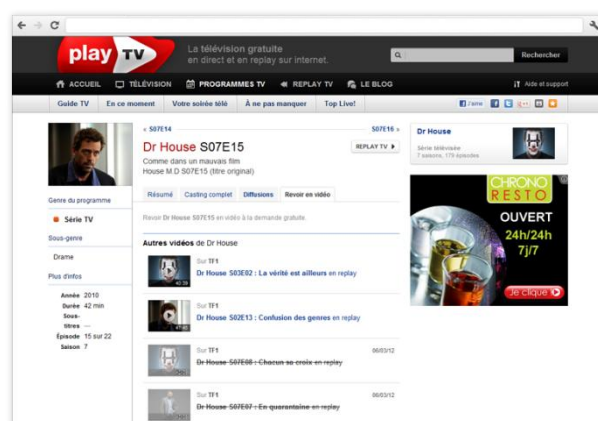 play TV
La télévision gratuite
en direct et en replay sur internet.
Rechercher
ACCUEIL TÉLÉVISION PROGRAMMES TV REPLAY TV LE BLOG
Aide et support
Guide TV En ce moment Votre soirée télé À ne pas manquer Top Live!
J'aime
< S07E14
S07E16 >
Dr House S07E15
REPLAY TV
Comme dans un mauvais film
House M.D S07E15 (titre original)
Résumé Casting complet Diffusions Revoir en vidéo
Revoir Dr House S07E15 en vidéo à la demande gratuite.
Autres vidéos de Dr House
Sur TF1
Dr House S03E02 : La vérité est ailleurs en replay
42:39
Sur TF1
Dr House S02E13 : Confusion des genres en replay
Sur TF1
06/03/12
Dr House S07E08 : Chacun sa croix en replay
Sur TF1
06/03/12
Dr House S07E07 : En quarantaine en replay
Genre du programme
Série TV
Sous-genre
Drame
Plus d'infos
Année 2010
Durée 42 min
Sous-
titres ---
Épisode 15 sur 22
Saison 7
Dr House
Série télévisée
7 saisons, 179 épisodes
CHRONO
RESTO
OUVERT
24h/24h
7j/7
Je clique